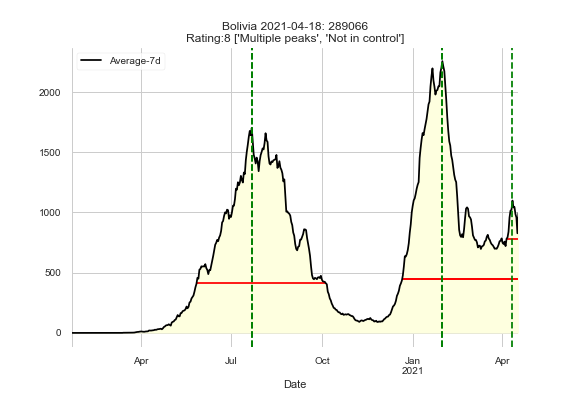 Bolivia 2021-04-18: 289066
Rating:8 ['Multiple peaks', 'Not in control']
Average-7d
2000
1500
1000
500
0
Apr
Jul
Oct
Jan
2021
Apr
Date